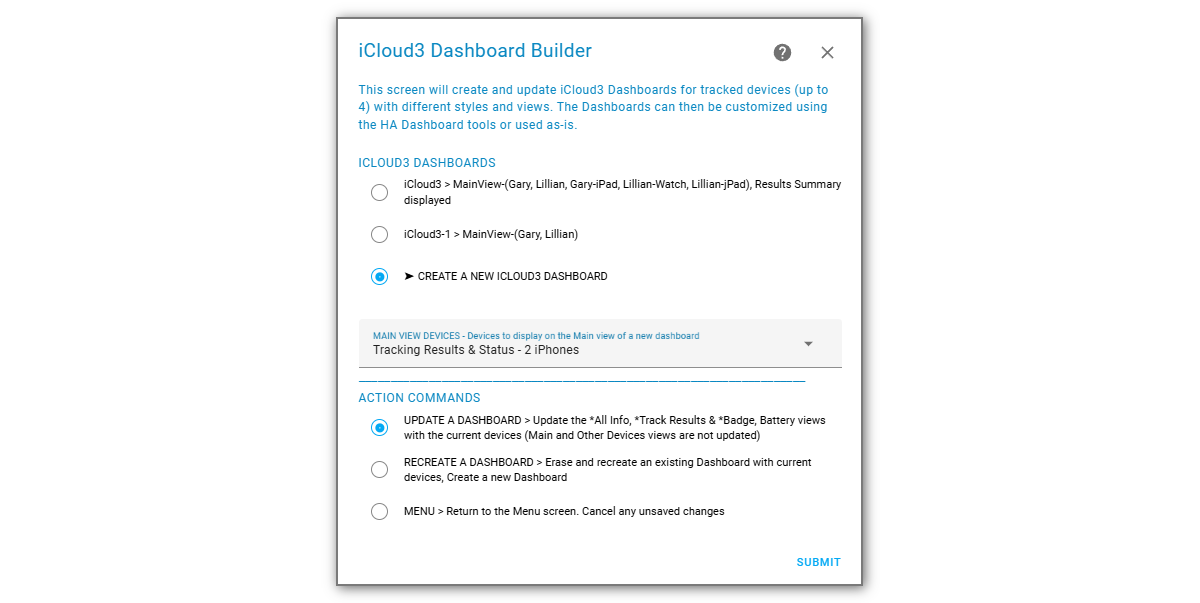 iCloud3 Dashboard Builder
This screen will create and update iCloud3 Dashboards for tracked devices (up to
4) with different styles and views. The Dashboards can then be customized using
the HA Dashboard tools or used as-is.
ICLOUD3 DASHBOARDS
iCloud3 > MainView-(Gary, Lillian, Gary-iPad, Lillian-Watch, Lillian-jPad), Results Summary
displayed
iCloud3-1 > MainView-(Gary, Lillian)
➤ CREATE A NEW ICLOUD3 DASHBOARD
MAIN VIEW DEVICES - Devices to display on the Main view of a new dashboard
Tracking Results & Status - 2 iPhones
ACTION COMMANDS
UPDATE A DASHBOARD > Update the *All Info, *Track Results & *Badge, Battery views
with the current devices (Main and Other Devices views are not updated)
RECREATE A DASHBOARD > Erase and recreate an existing Dashboard with current
devices, Create a new Dashboard
MENU > Return to the Menu screen. Cancel any unsaved changes
SUBMIT